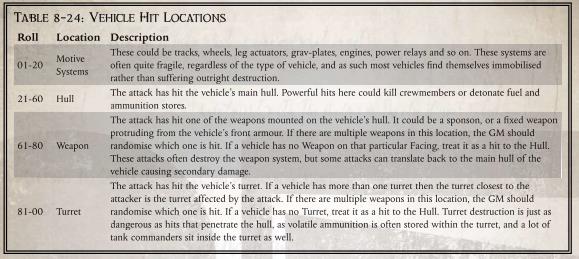 Table 8-24: Vehicle Hit Locations
Roll Location Description
01-20 Motive Systems These could be tracks, wheels, leg actuators, grav-plates, engines, power relays and so on. These systems are
often quite fragile, regardless of the type of vehicle, and as such most vehicles find themselves immobilised
rather than suffering outright destruction.
21-60 Hull The attack has hit the vehicle's main hull. Powerful hits here could kill crewmembers or detonate fuel and
ammunition stores.
61-80 Weapon The attack has hit one of the weapons mounted on the vehicle's hull. It could be a sponson, or a fixed weapon
protruding from the vehicle's front armour. If there are multiple weapons in this location, the GM should
randomise which one is hit. If a vehicle has no Weapon on that particular Facing, treat it as a hit to the Hull.
These attacks often destroy the weapon system, but some attacks can translate back to the main hull of the
vehicle causing secondary damage.
81-00 Turret The attack has hit the vehicle's turret. If a vehicle has more than one turret then the turret closest to the
attacker is the turret affected by the attack. If there are multiple weapons in this location, the GM should
randomise which one is hit. If a vehicle has no Turret, treat it as a hit to the Hull. Turret destruction is just as
dangerous as hits that penetrate the hull, as volatile ammunition is often stored within the turret, and a lot of
tank commanders sit inside the turret as well.